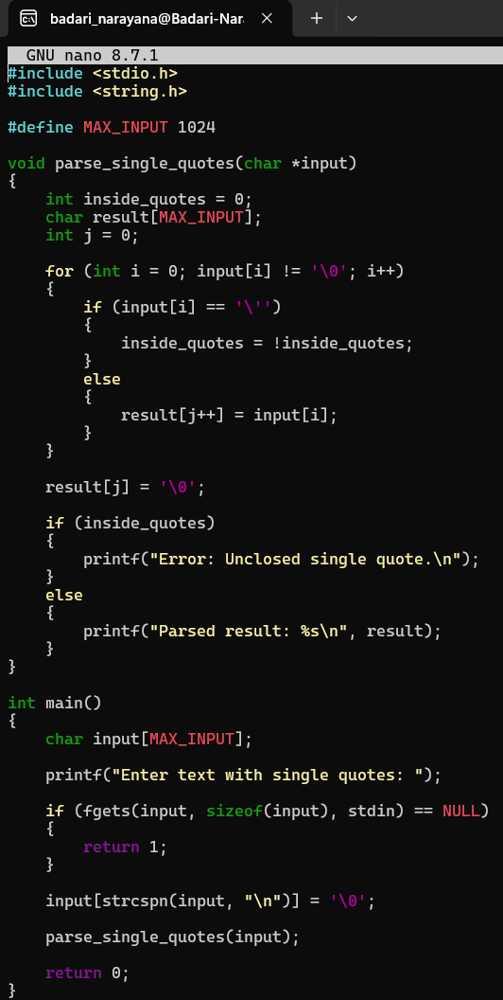 badari_narayana@Badari-Nar
GNU nano 8.7.1
#include <stdio.h>
#include <string.h>

#define MAX_INPUT 1024

void parse_single_quotes(char *input)
{
    int inside_quotes = 0;
    char result[MAX_INPUT];
    int j = 0;

    for (int i = 0; input[i] != '\0'; i++)
    {
        if (input[i] == '\'')
        {
            inside_quotes = !inside_quotes;
        }
        else
        {
            result[j++] = input[i];
        }
    }

    result[j] = '\0';

    if (inside_quotes)
    {
        printf("Error: Unclosed single quote.\n");
    }
    else
    {
        printf("Parsed result: %s\n", result);
    }
}

int main()
{
    char input[MAX_INPUT];

    printf("Enter text with single quotes: ");

    if (fgets(input, sizeof(input), stdin) == NULL)
    {
        return 1;
    }

    input[strcspn(input, "\n")] = '\0';

    parse_single_quotes(input);

    return 0;
}